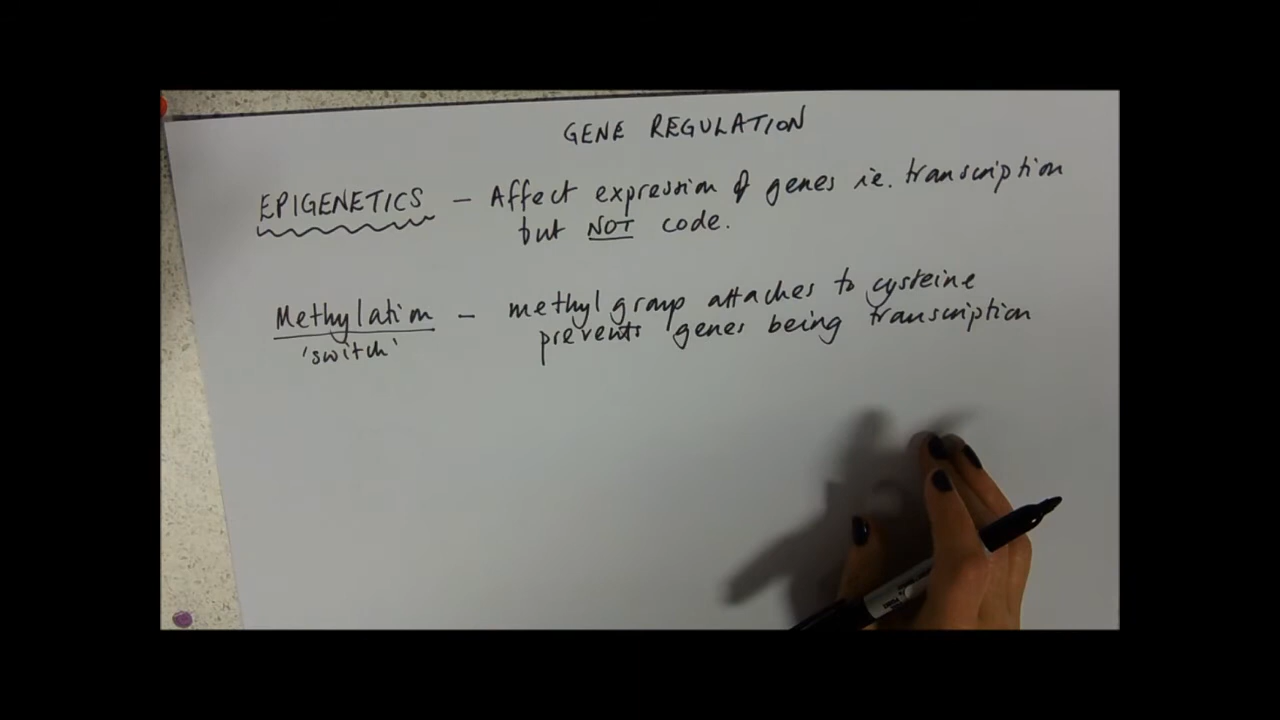 GENE REGULATION
EPIGENETICS — Affect expression of genes ie. transcription
but NOT code.
Methylation — methyl group attaches to cysteine
'switch' prevents genes being transcription